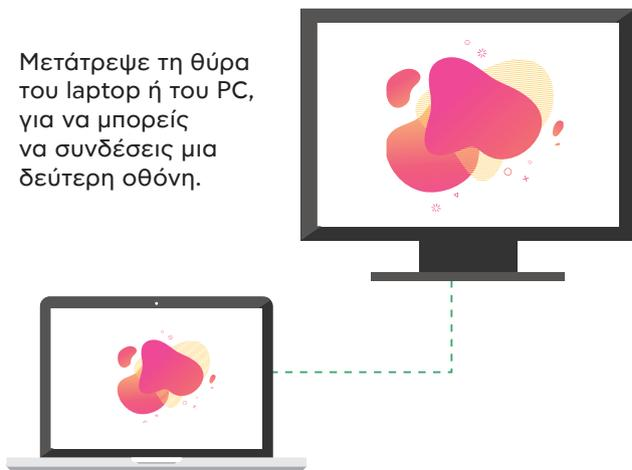 Μετάτρεψε τη θύρα
του laptop ή του PC,
για να μπορείς
να συνδέσεις μια
δεύτερη οθόνη.